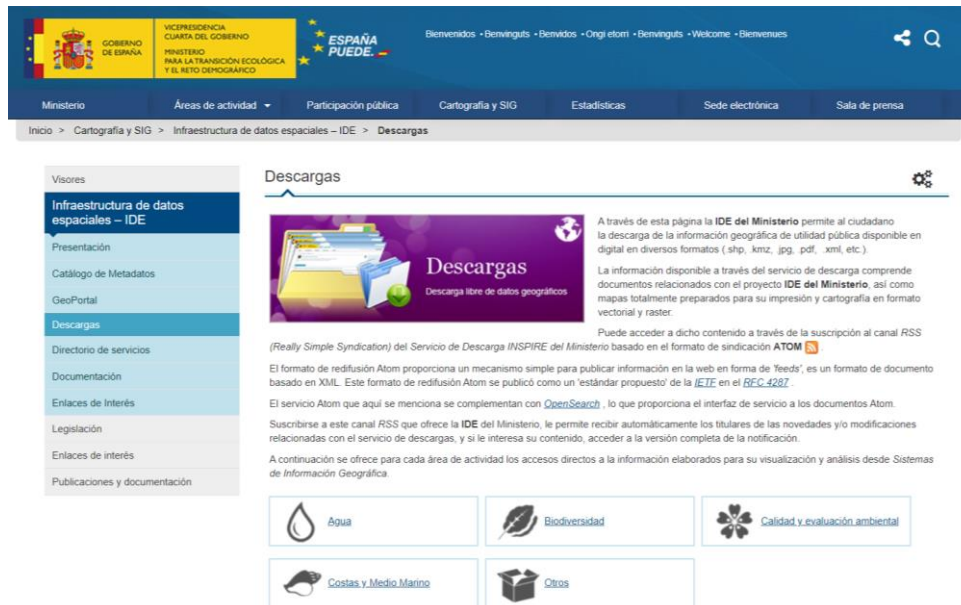 GOBIERNO
DE ESPAÑA
VICEPRESIDENCIA
CUARTA DEL GOBIERNO
MINISTERIO
PARA LA TRANSICIÓN ECOLÓGICA
Y EL RETO DEMOGRÁFICO
ESPAÑA
PUEDE.
Bienvenidos • Benvinguts • Benvidos • Ongi etorri • Benvinguts • Welcome • Bienvenues
Ministerio Áreas de actividad Participación pública Cartografía y SIG Estadísticas Sede electrónica Sala de prensa
Inicio > Cartografía y SIG > Infraestructura de datos espaciales – IDE > Descargas
Visores
Infraestructura de datos
espaciales – IDE
Presentación
Catálogo de Metadatos
GeoPortal
Descargas
Directorio de servicios
Documentación
Enlaces de Interés
Legislación
Enlaces de interés
Publicaciones y documentación
Descargas
Descargas
Descarga libre de datos geográficos
A través de esta página la IDE del Ministerio permite al ciudadano
la descarga de la información geográfica de utilidad pública disponible en
digital en diversos formatos (.shp, .kmz, .jpg, .pdf, .xml, etc.).
La información disponible a través del servicio de descarga comprende
documentos relacionados con el proyecto IDE del Ministerio, así como
mapas totalmente preparados para su impresión y cartografía en formato
vectorial y raster.
Puede acceder a dicho contenido a través de la suscripción al canal RSS
(Really Simple Syndication) del Servicio de Descarga INSPIRE del Ministerio basado en el formato de sindicación ATOM .
El formato de redifusión Atom proporciona un mecanismo simple para publicar información en la web en forma de 'feeds', es un formato de documento
basado en XML. Este formato de redifusión Atom se publicó como un 'estándar propuesto' de la IETF en el RFC 4287 .
El servicio Atom que aquí se menciona se complementan con OpenSearch , lo que proporciona el interfaz de servicio a los documentos Atom.
Suscribirse a este canal RSS que ofrece la IDE del Ministerio, le permite recibir automáticamente los titulares de las novedades y/o modificaciones
relacionadas con el servicio de descargas, y si le interesa su contenido, acceder a la versión completa de la notificación.
A continuación se ofrece para cada área de actividad los accesos directos a la información elaborados para su visualización y análisis desde Sistemas
de Información Geográfica.
Agua
Biodiversidad
Calidad y evaluación ambiental
Costas y Medio Marino
Otros